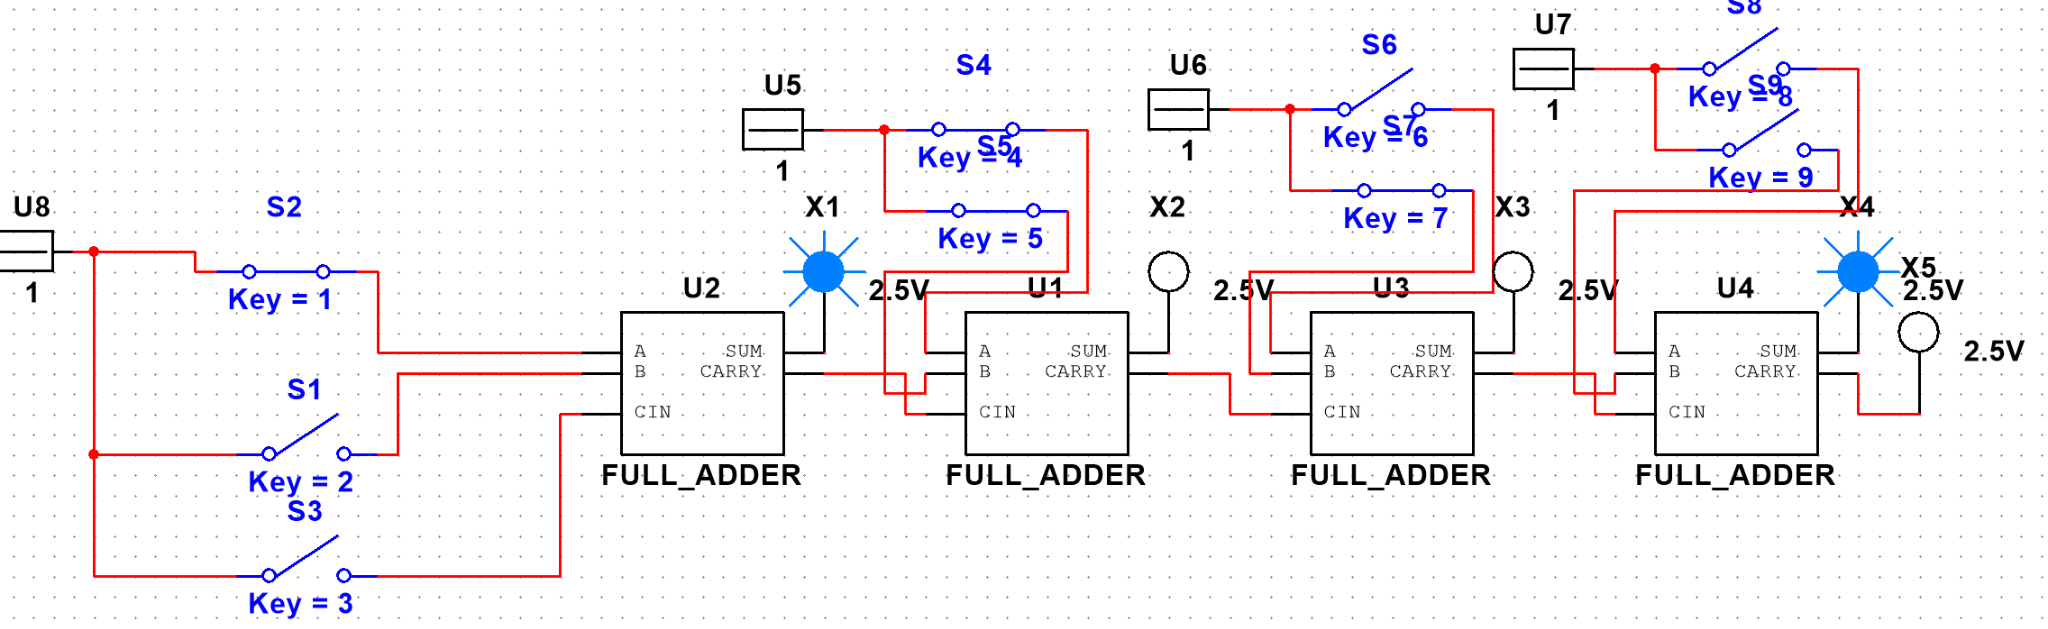 S8
U7
S6
U6
S4
U5
S9
Key = 8
1
S7
Key = 6
1
S5
Key = 4
1
Key = 9
U8
S2
X1
X2
Key = 7
X3
X4
Key = 5
1
Key = 1
U2
2.5V
U1
2.5V
U3
2.5V
U4
X5
2.5V
2.5V
A SUM
B CARRY
CIN
FULL_ADDER
A SUM
B CARRY
CIN
FULL_ADDER
A SUM
B CARRY
CIN
FULL_ADDER
A SUM
B CARRY
CIN
FULL_ADDER
S1
Key = 2
S3
Key = 3